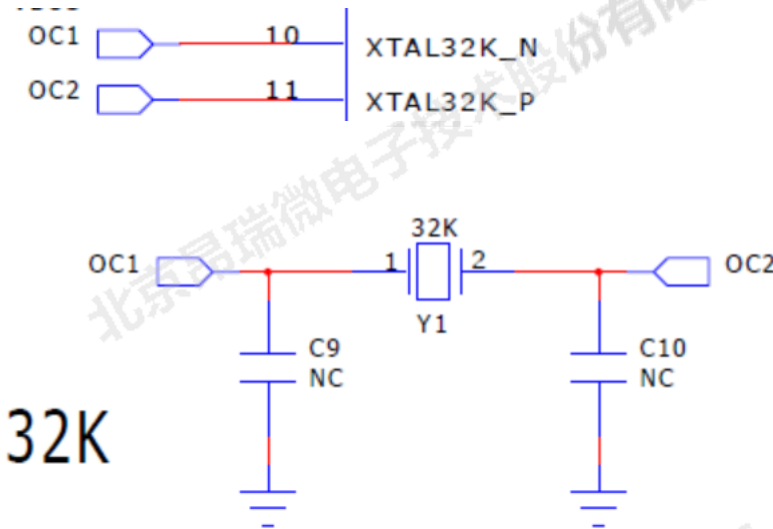 OC1
10
XTAL32K_N
OC2
11
XTAL32K_P
北京昂瑞微电子技术股份有限
32K
OC1
1
2
OC2
Y1
C9
NC
C10
NC
32K